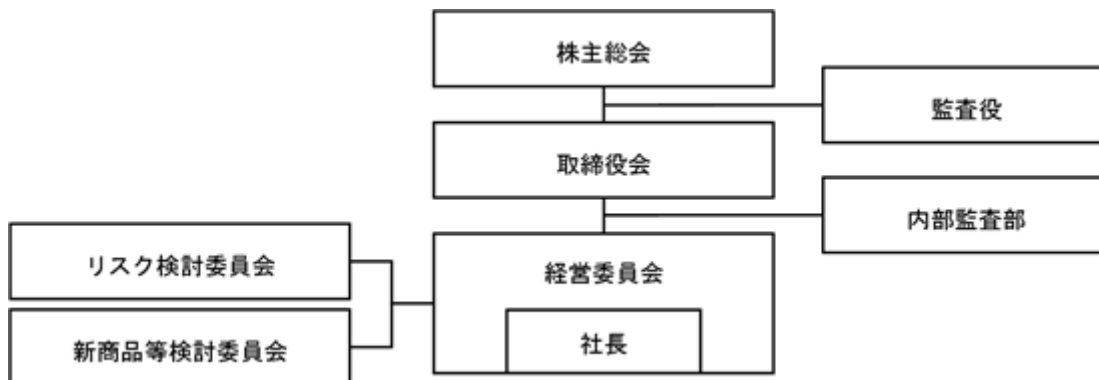 株主総会
監査役
取締役会
内部監査部
リスク検討委員会
経営委員会
新商品等検討委員会
社長